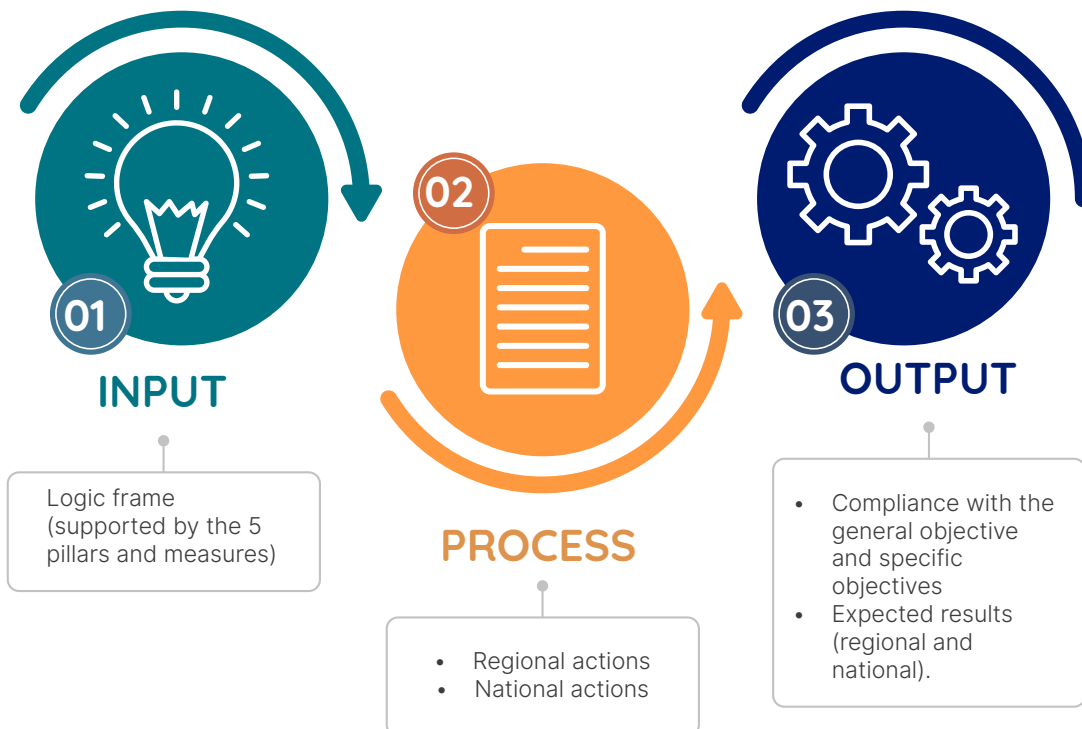 01
INPUT
Logic frame
(supported by the 5
pillars and measures)
02
PROCESS
• Regional actions
• National actions
03
OUTPUT
• Compliance with the
general objective
and specific
objectives
• Expected results
(regional and
national).